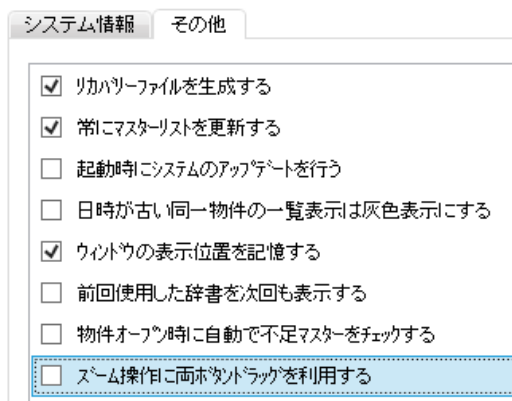 システム情報 その他
リカバリーファイルを生成する
常にマスターリストを更新する
起動時にシステムのアップデートを行う
日時が古い同一物件の一覧表示は灰色表示にする
ウィンドウの表示位置を記憶する
前回使用した辞書を次回も表示する
物件オープン時に自動で不足マスターをチェックする
ズーム操作に両ボタンドラッグを利用する